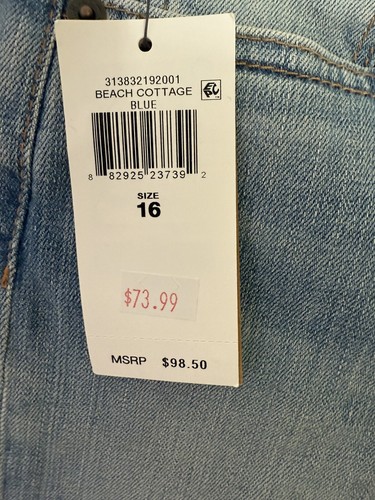 313832192001
BEACH COTTAGE
BLUE
8 82925 23739 2
SIZE
16
$73.99
MSRP $98.50